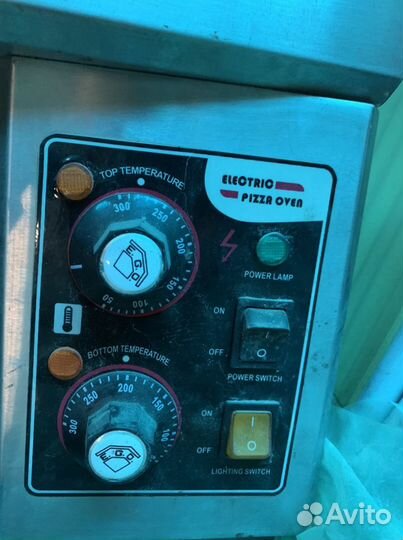 ELECTRIC
PIZZA OVEN
TOP TEMPERATURE
300
250
200
150
100
50
E.G.O
POWER LAMP
ON
OFF
O
POWER SWITCH
BOTTOM TEMPERATURE
300
250
200
150
100
E.G.O
ON
OFF
I
O
LIGHTING SWITCH
Avito